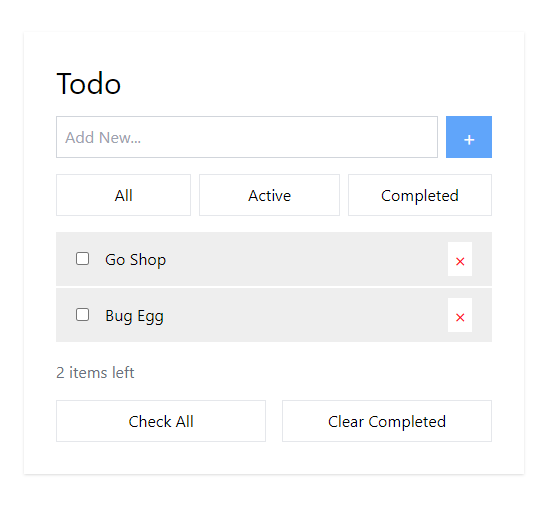 Todo
Add New...
+
All
Active
Completed
Go Shop
×
Bug Egg
×
2 items left
Check All
Clear Completed